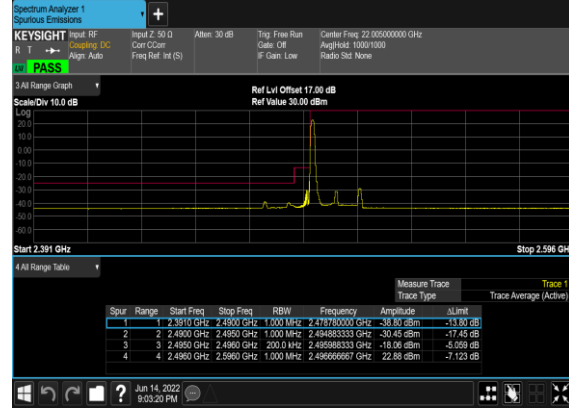 Spectrum Analyzer 1
Spurious Emissions
+
KEYSIGHT Input: RF Input Z: 50 Ω Atten: 30 dB Trig: Free Run Center Freq: 22.005000000 GHz
R T Coupling: DC Corr CCorr Gate: Off Avg|Hold: 1000/1000
Align: Auto Freq Ref: Int (S) IF Gain: Low Radio Std: None
PASS
3 All Range Graph Ref Lvl Offset 17.00 dB
Scale/Div 10.0 dB Ref Value 30.00 dBm
Log
20.0
10.0
0.00
-10.0
-20.0
-30.0
-40.0
-50.0
-60.0
Start 2.391 GHz Stop 2.596 GH
4 All Range Table
Measure Trace Trace 1
Trace Type Trace Average (Active)
Spur Range Start Freq Stop Freq RBW Frequency Amplitude ΔLimit
1 1 2.3910 GHz 2.4900 GHz 1.000 MHz 2.478780000 GHz -38.80 dBm -13.80 dB
2 2 2.4900 GHz 2.4950 GHz 1.000 MHz 2.494883333 GHz -30.45 dBm -17.45 dB
3 3 2.4950 GHz 2.4960 GHz 200.0 kHz 2.495988333 GHz -18.06 dBm -5.059 dB
4 4 2.4960 GHz 2.5960 GHz 1.000 MHz 2.496666667 GHz 22.88 dBm -7.123 dB
? Jun 14, 2022
9:03:20 PM